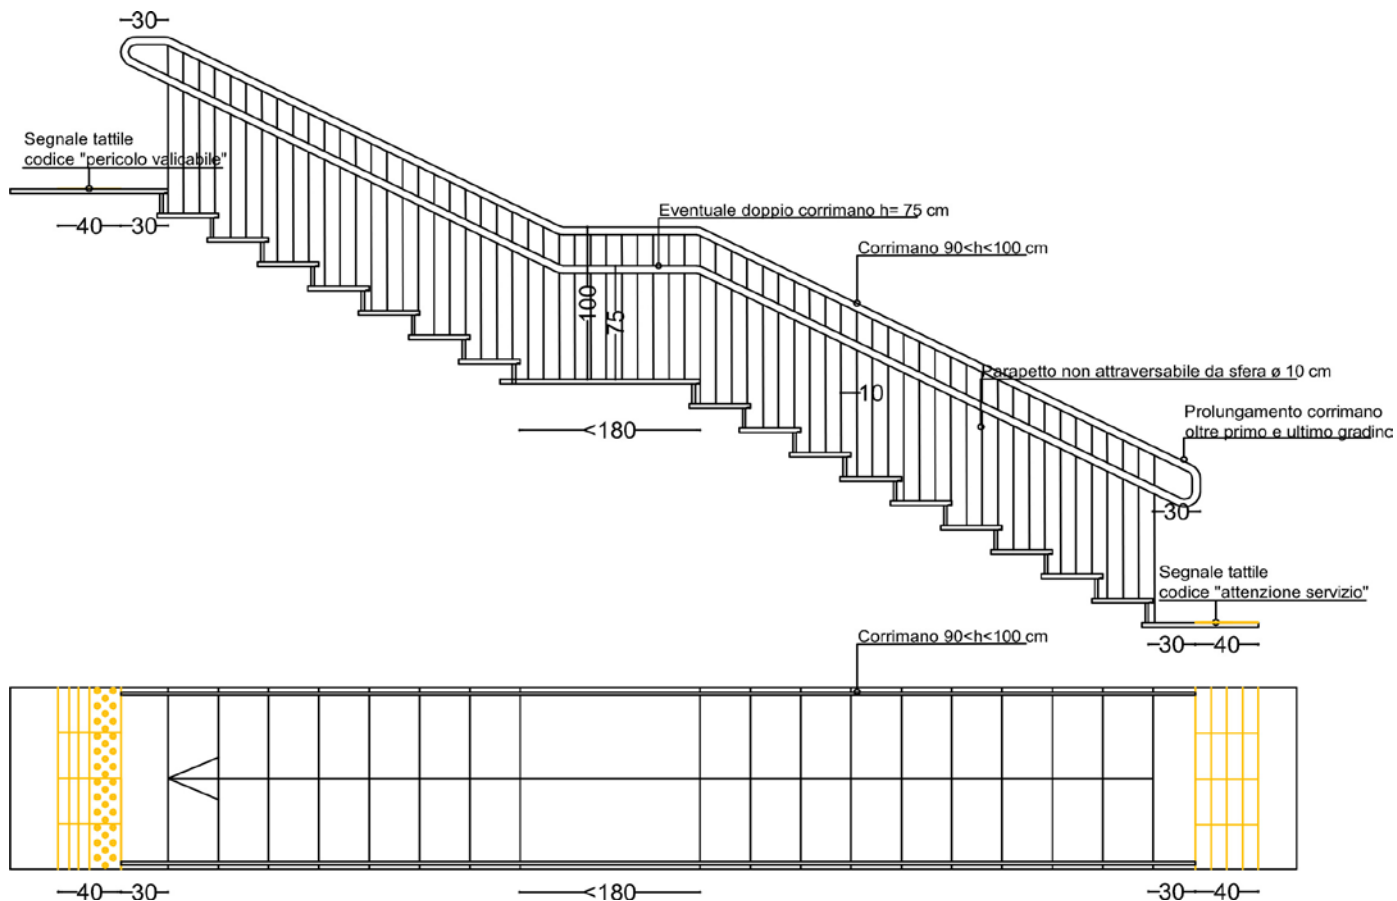 30
Segnale tattile
codice "pericolo valicabile"
40 30
Eventuale doppio corrimano h= 75 cm
Corrimano 90<h<100 cm
100
75
Parapetto non attraversabile da sfera ø 10 cm
10
Prolungamento corrimano
oltre primo e ultimo gradinc
<180
30
Segnale tattile
codice "attenzione servizio"
30 40
Corrimano 90<h<100 cm
40 30
<180
30 40